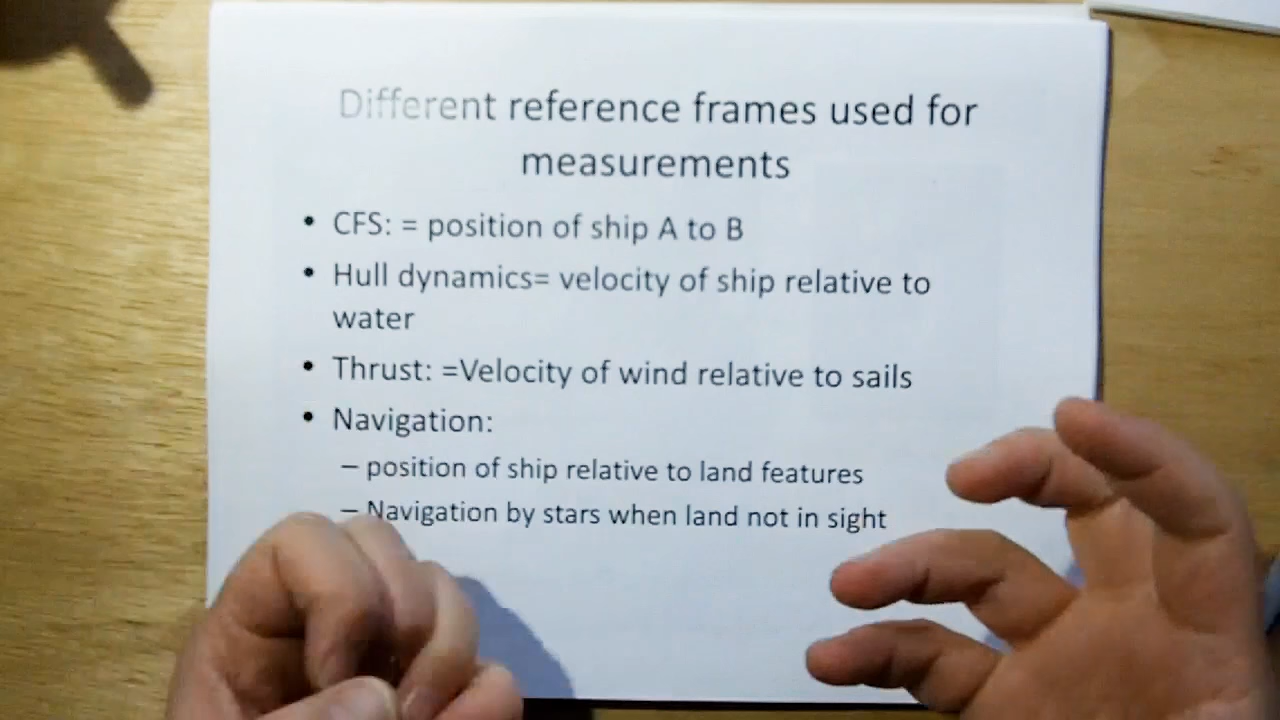 Different reference frames used for
measurements
• CFS: = position of ship A to B
• Hull dynamics= velocity of ship relative to
water
• Thrust: =Velocity of wind relative to sails
• Navigation:
– position of ship relative to land features
– Navigation by stars when land not in sight